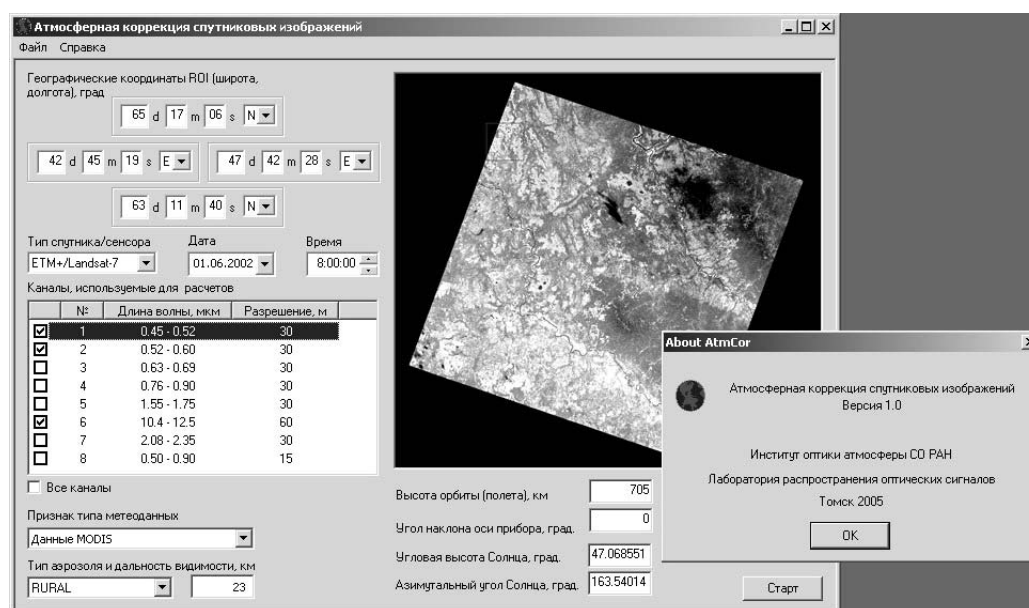 Атмосферная коррекция спутниковых изображений
Файл Справка
Географические координаты ROI (широта,
долгота), град
65 d 17 m 06 s N
42 d 45 m 19 s E 47 d 42 m 28 s E
63 d 11 m 40 s N
Тип спутника/сенсора Дата Время
ETM+/Landsat-7 01.06.2002 8:00:00
Каналы, используемые для расчетов
№ Длина волны, мкм Разрешение, м
1 0.45 - 0.52 30
2 0.52 - 0.60 30
3 0.63 - 0.69 30
4 0.76 - 0.90 30
5 1.55 - 1.75 30
6 10.4 - 12.5 60
7 2.08 - 2.35 30
8 0.50 - 0.90 15
Все каналы
Признак типа метеоданных
Данные MODIS
Тип аэрозоля и дальность видимости, км
RURAL 23
Высота орбиты (полета), км 705
Угол наклона оси прибора, град. 0
Угловая высота Солнца, град. 47.068551
Азимутальный угол Солнца, град. 163.54014
Старт
About AtmCor
Атмосферная коррекция спутниковых изображений
Версия 1.0
Институт оптики атмосферы СО РАН
Лаборатория распространения оптических сигналов
Томск 2005
OK